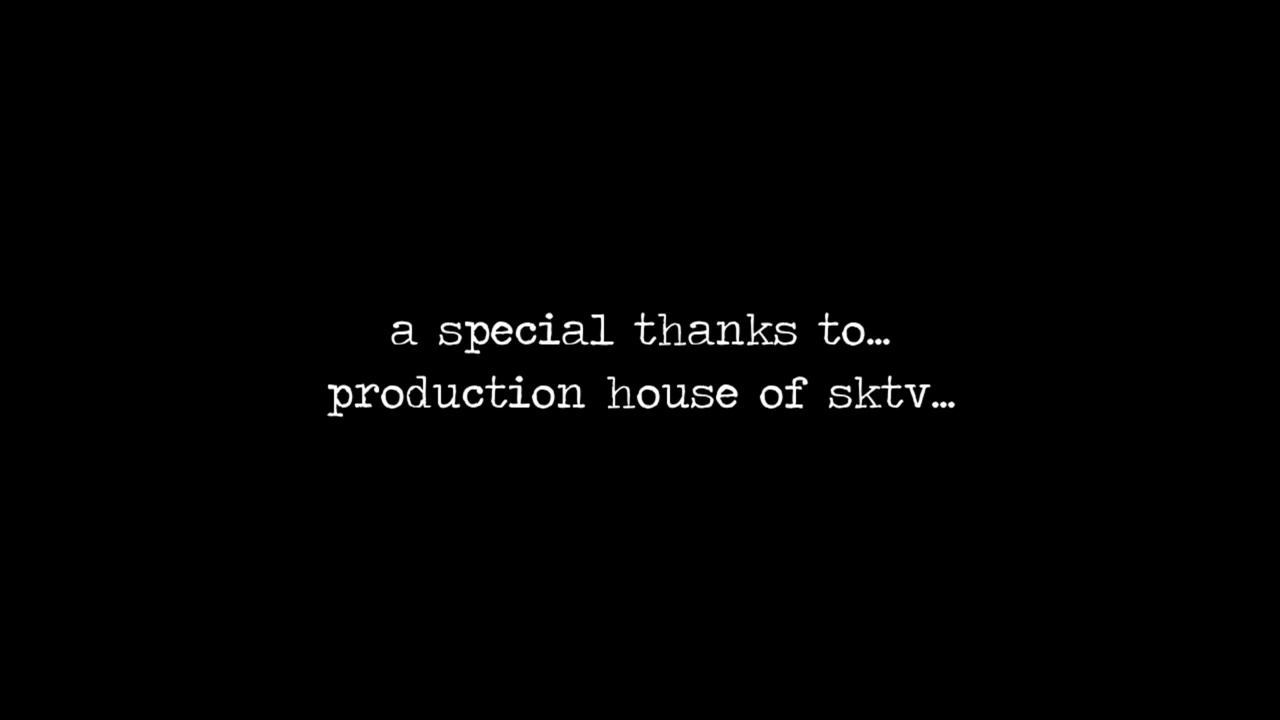 a special thanks to…
production house of sktv…